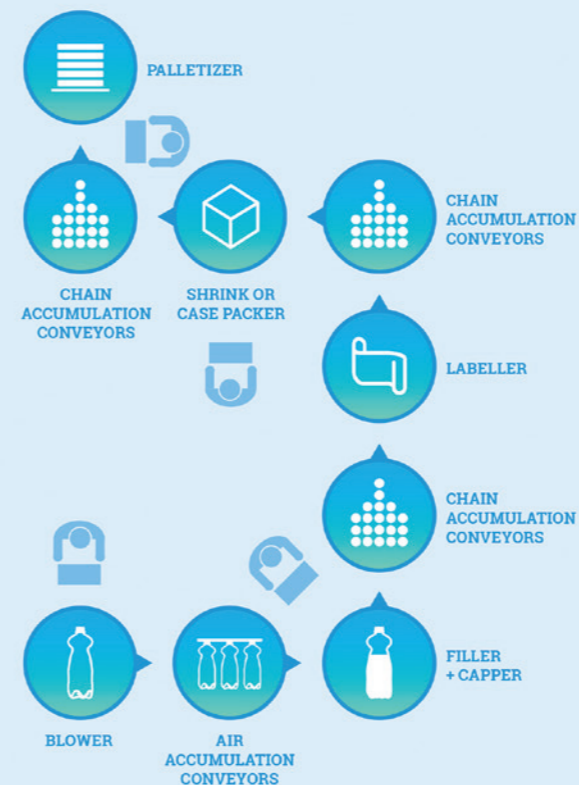 PALLETIZER
CHAIN
ACCUMULATION
CONVEYORS
SHRINK OR
CASE PACKER
CHAIN
ACCUMULATION
CONVEYORS
LABELLER
CHAIN
ACCUMULATION
CONVEYORS
BLOWER
AIR
ACCUMULATION
CONVEYORS
FILLER
+ CAPPER